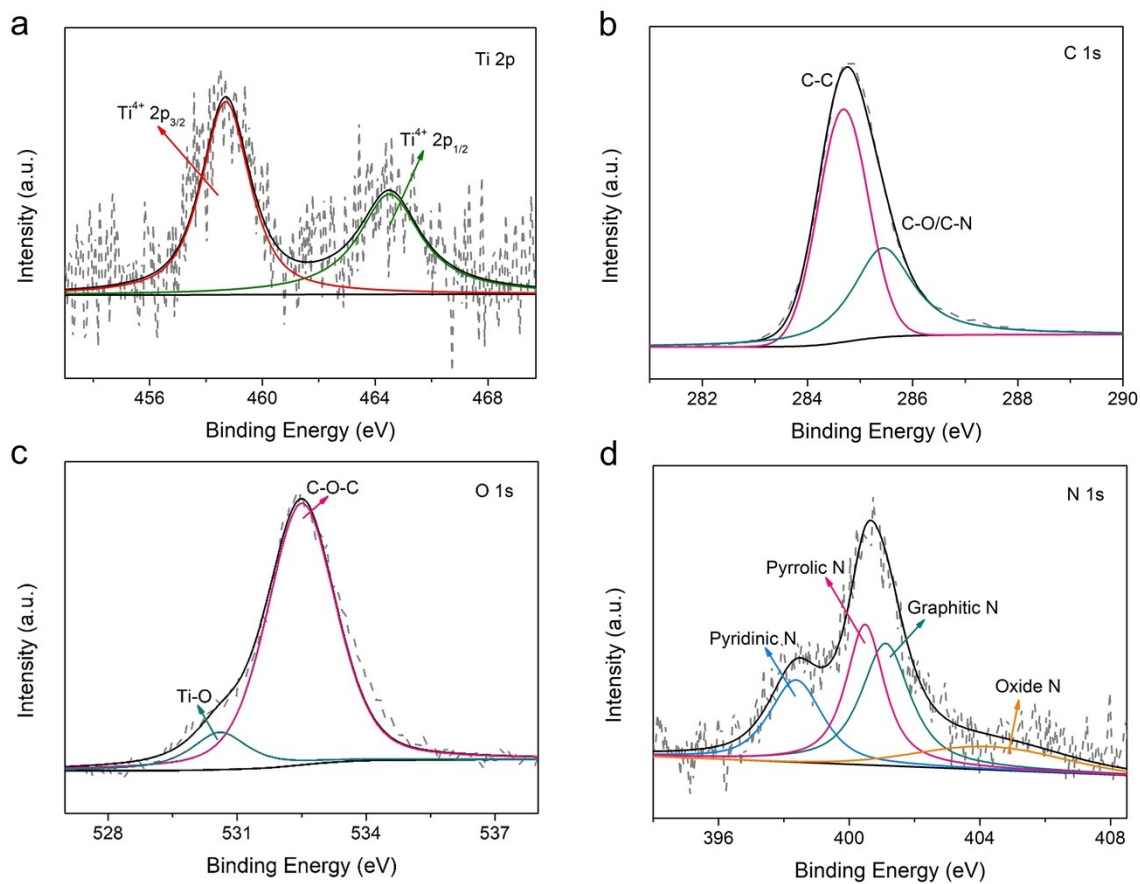 a
Ti 2p
Ti⁴⁺ 2p₃/₂
Ti⁴⁺ 2p₁/₂
Intensity (a.u.)
456 460 464 468
Binding Energy (eV)
b
C 1s
C-C
C-O/C-N
Intensity (a.u.)
282 284 286 288 290
Binding Energy (eV)
c
O 1s
C-O-C
Ti-O
Intensity (a.u.)
528 531 534 537
Binding Energy (eV)
d
N 1s
Pyrrolic N
Graphitic N
Pyridinic N
Oxide N
Intensity (a.u.)
396 400 404 408
Binding Energy (eV)